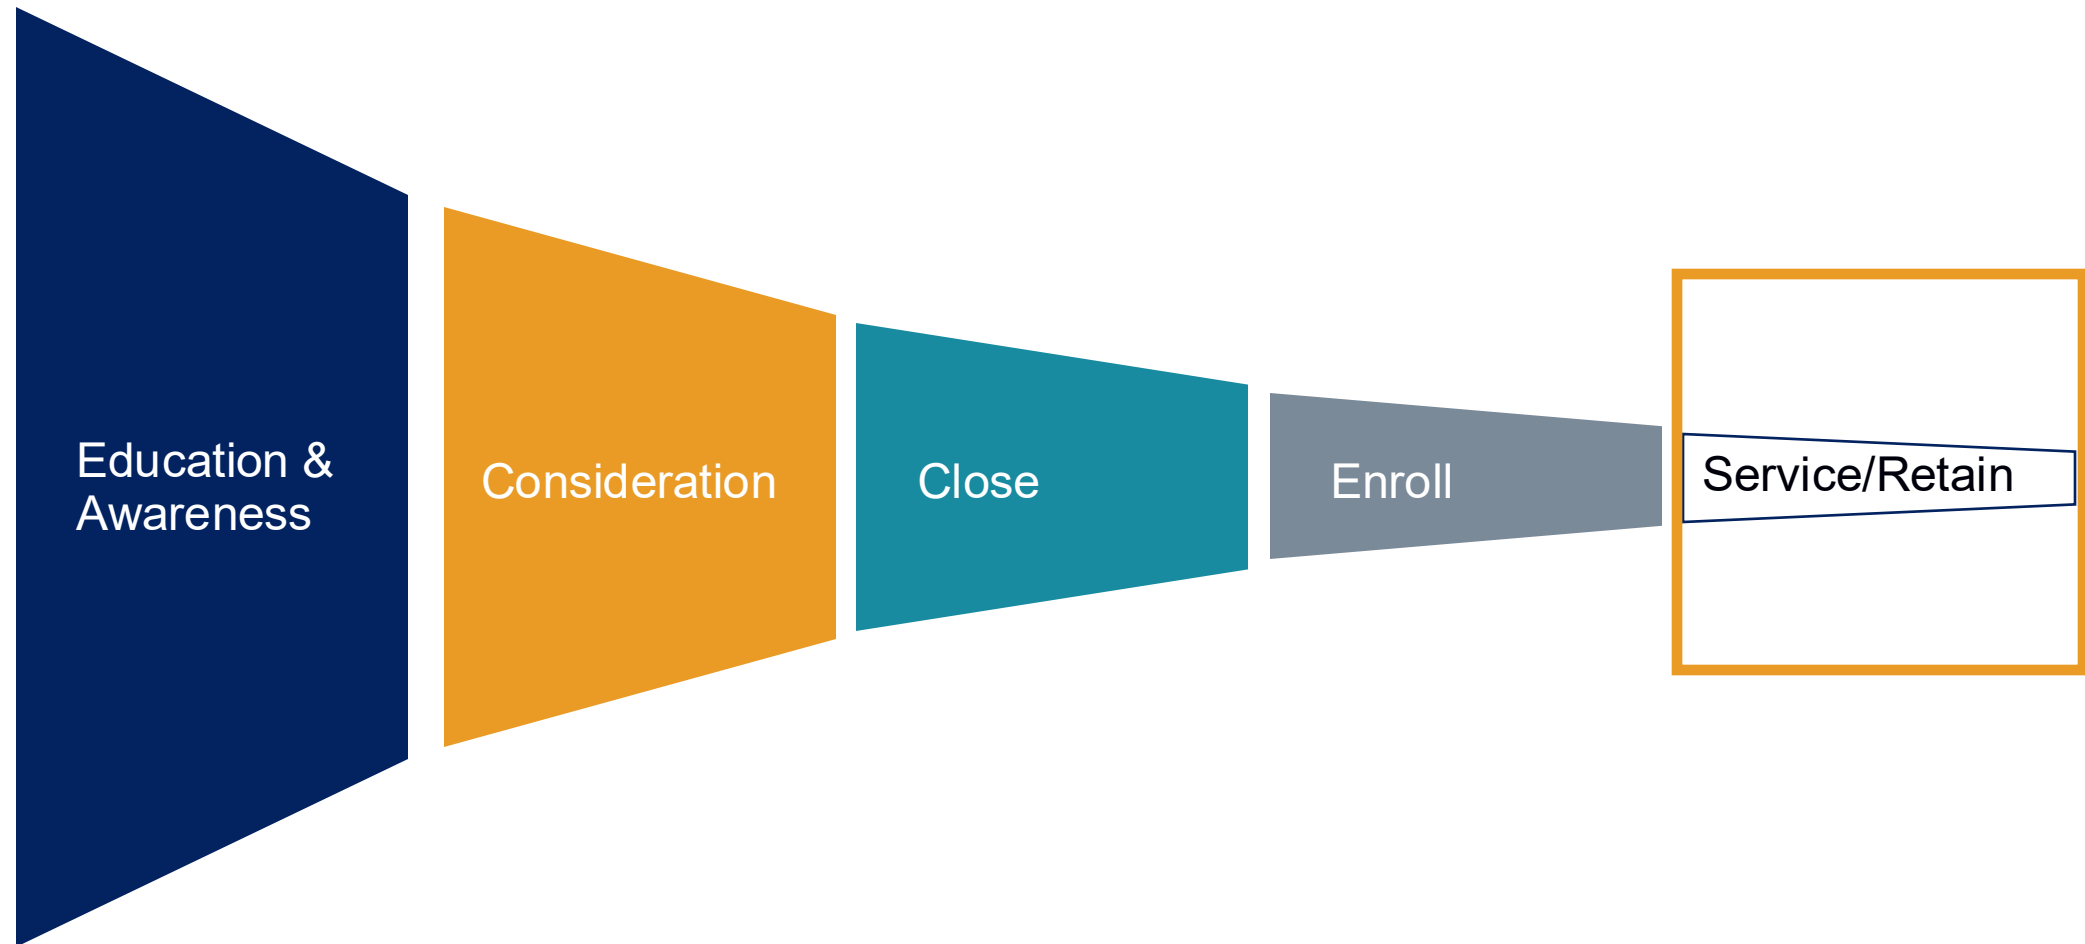 Education &
Awareness
Consideration
Close
Enroll
Service/Retain